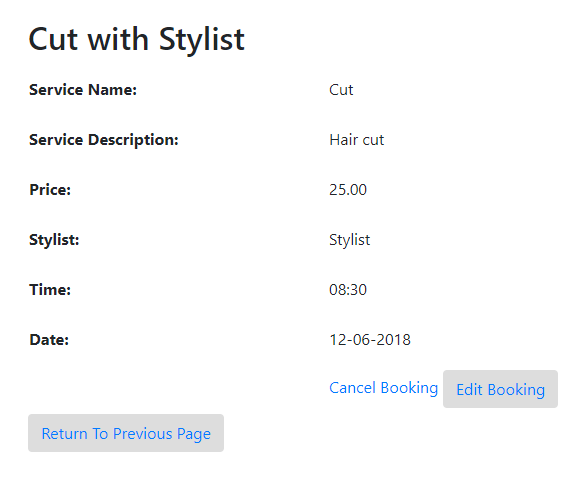 Cut with Stylist
Service Name: Cut
Service Description: Hair cut
Price: 25.00
Stylist: Stylist
Time: 08:30
Date: 12-06-2018
Cancel Booking Edit Booking
Return To Previous Page